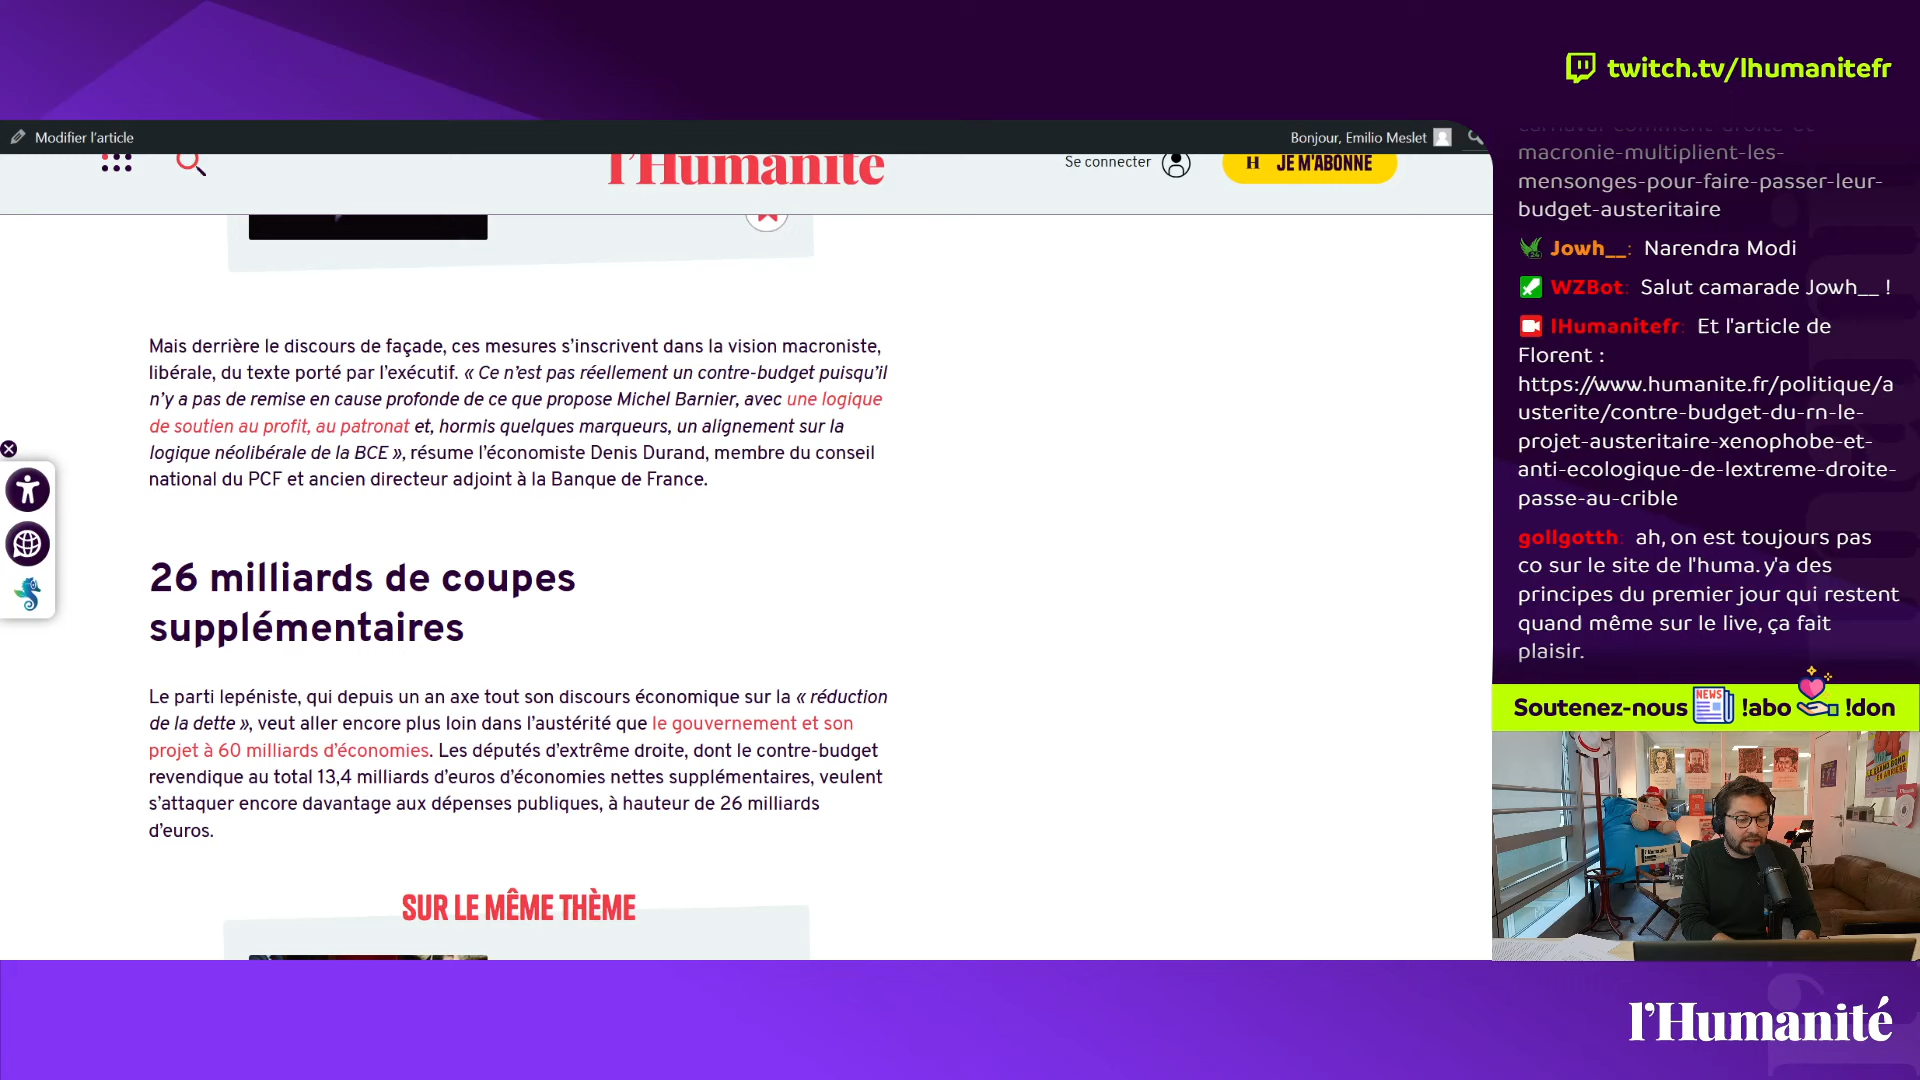 twitch.tv/lhumanitefr
Modifier l'article
Bonjour, Emilio Meslet
l'Humanité
Se connecter
H JE M'ABONNE
Mais derrière le discours de façade, ces mesures s'inscrivent dans la vision macroniste,
libérale, du texte porté par l'exécutif. « Ce n'est pas réellement un contre-budget puisqu'il
n'y a pas de remise en cause profonde de ce que propose Michel Barnier, avec une logique
de soutien au profit, au patronat et, hormis quelques marqueurs, un alignement sur la
logique néolibérale de la BCE », résume l'économiste Denis Durand, membre du conseil
national du PCF et ancien directeur adjoint à la Banque de France.
26 milliards de coupes
supplémentaires
Le parti lepéniste, qui depuis un an axe tout son discours économique sur la « réduction
de la dette », veut aller encore plus loin dans l'austérité que le gouvernement et son
projet à 60 milliards d'économies. Les députés d'extrême droite, dont le contre-budget
revendique au total 13,4 milliards d'euros d'économies nettes supplémentaires, veulent
s'attaquer encore davantage aux dépenses publiques, à hauteur de 26 milliards
d'euros.
SUR LE MÊME THÈME
carnever-comment-droite-et-
macronie-multiplient-les-
mensonges-pour-faire-passer-leur-
budget-austeritaire
Jowh__: Narendra Modi
WZBot: Salut camarade Jowh__ !
lHumanitefr: Et l'article de
Florent :
https://www.humanite.fr/politique/a
usterite/contre-budget-du-rn-le-
projet-austeritaire-xenophobe-et-
anti-ecologique-de-lextreme-droite-
passe-au-crible
gollgotth: ah, on est toujours pas
co sur le site de l'huma. y'a des
principes du premier jour qui restent
quand même sur le live, ça fait
plaisir.
Soutenez-nous NEWS !abo !don
l'Humanité
l'Humanité